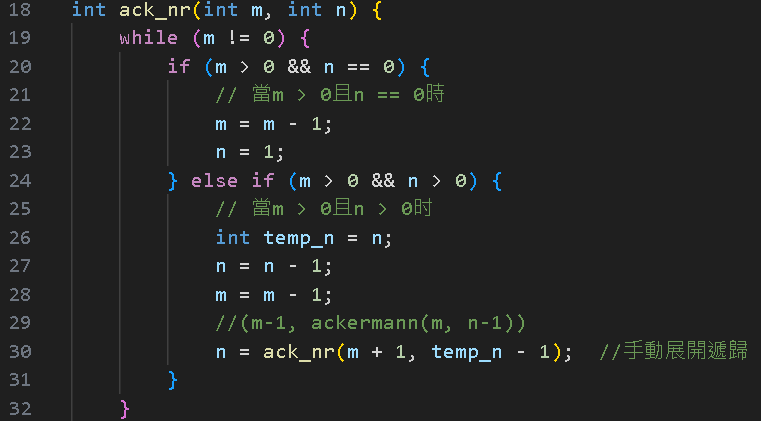 18 int ack_nr(int m, int n) {
19 while (m != 0) {
20 if (m > 0 && n == 0) {
21 // 當m > 0且n == 0時
22 m = m - 1;
23 n = 1;
24 } else if (m > 0 && n > 0) {
25 // 當m > 0且n > 0时
26 int temp_n = n;
27 n = n - 1;
28 m = m - 1;
29 //(m-1, ackermann(m, n-1))
30 n = ack_nr(m + 1, temp_n - 1); //手動展開遞歸
31 }
32 }